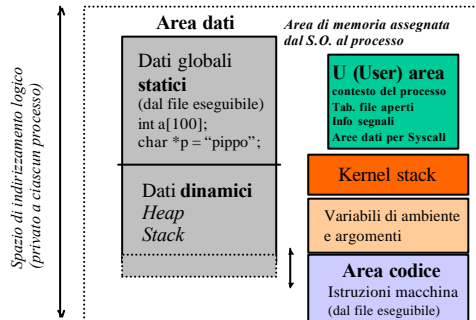 Spazio di indirizzamento logico
(privato a ciascun processo)
Area dati
Dati globali
statici
(dal file eseguibile)
int a[100];
char *p = “pippo”;
Dati dinamici
Heap
Stack
Area di memoria assegnata
dal S.O. al processo
U (User) area
contesto del processo
Tab. file aperti
Info segnali
Aree dati per Syscall
Kernel stack
Variabili di ambiente
e argomenti
Area codice
Istruzioni macchina
(dal file eseguibile)